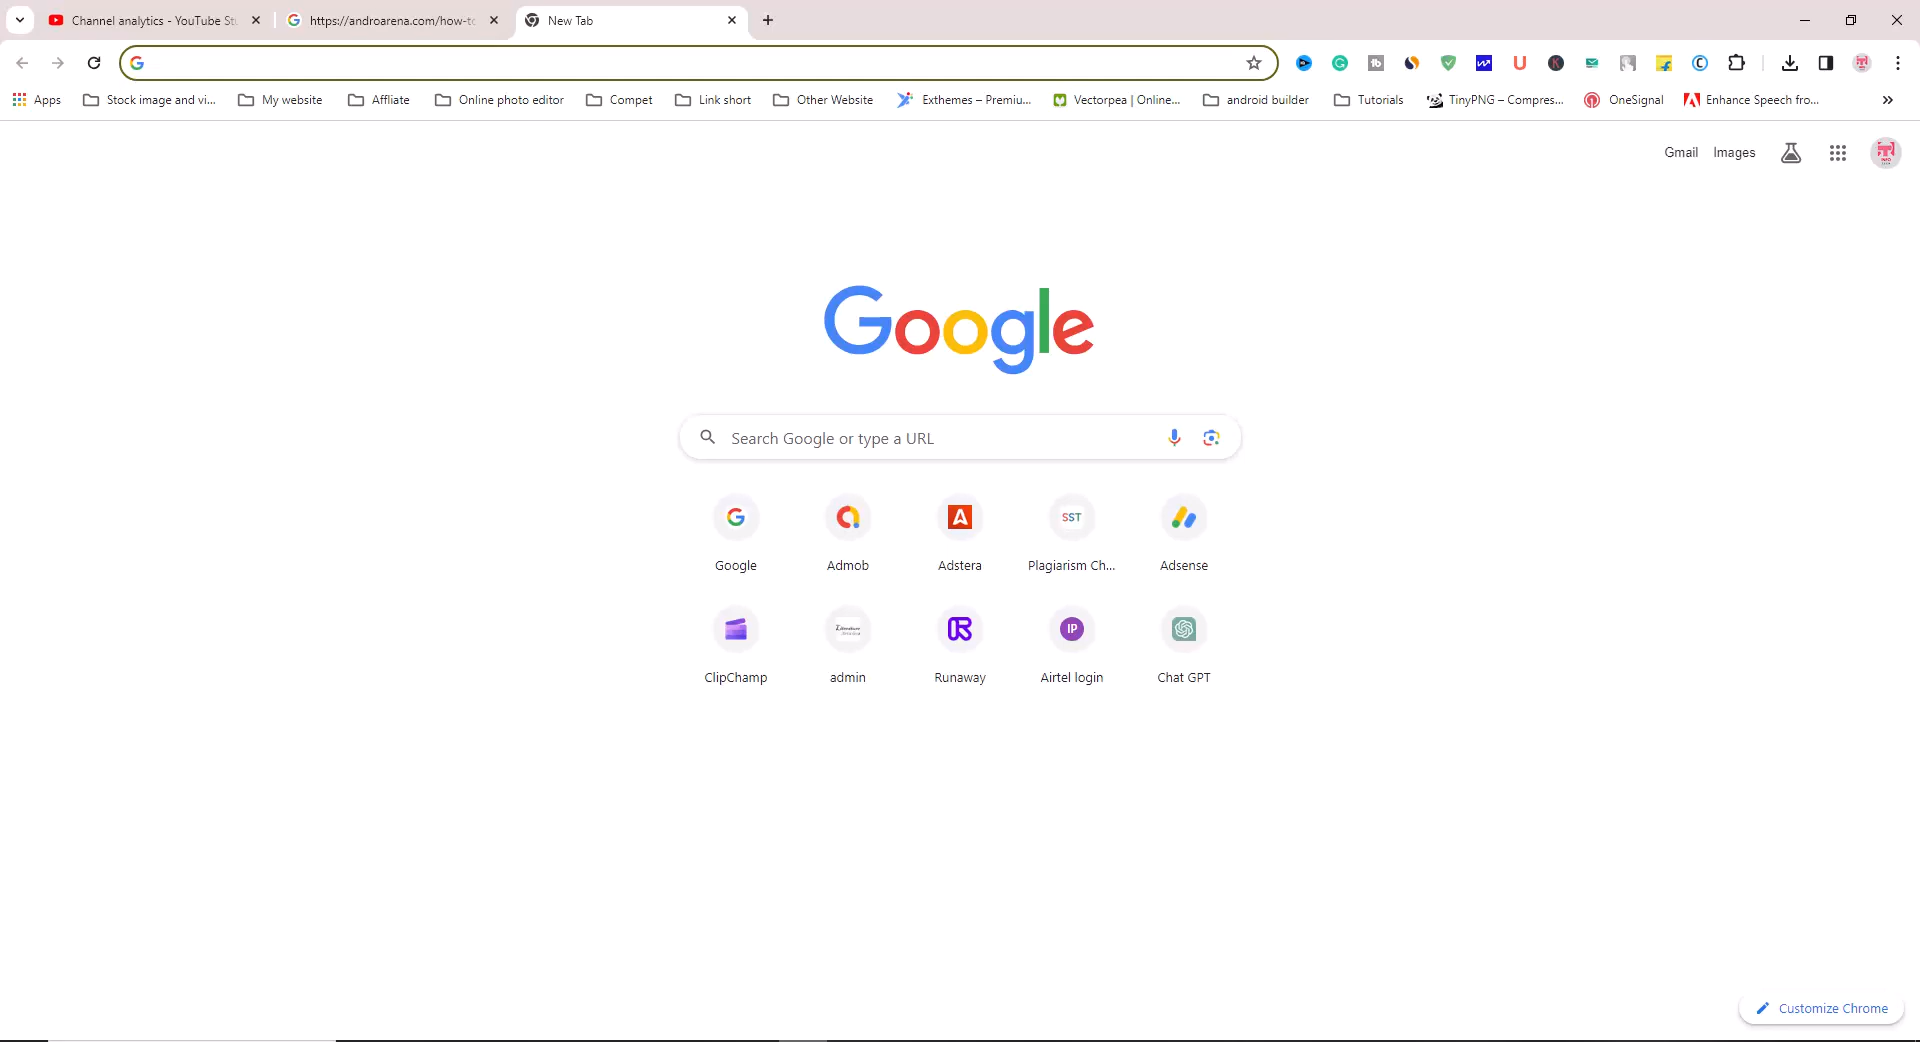 Channel analytics - YouTube St
https://androarena.com/how-to
New Tab
Apps
Stock image and vi...
My website
Affliate
Online photo editor
Compet
Link short
Other Website
Exthemes – Premiu...
Vectorpea | Online...
android builder
Tutorials
TinyPNG – Compres...
OneSignal
Enhance Speech fro...
Gmail
Images
Google
Search Google or type a URL
SST
Google
Admob
Adstera
Plagiarism Ch...
Adsense
IP
ClipChamp
admin
Runaway
Airtel login
Chat GPT
Customize Chrome